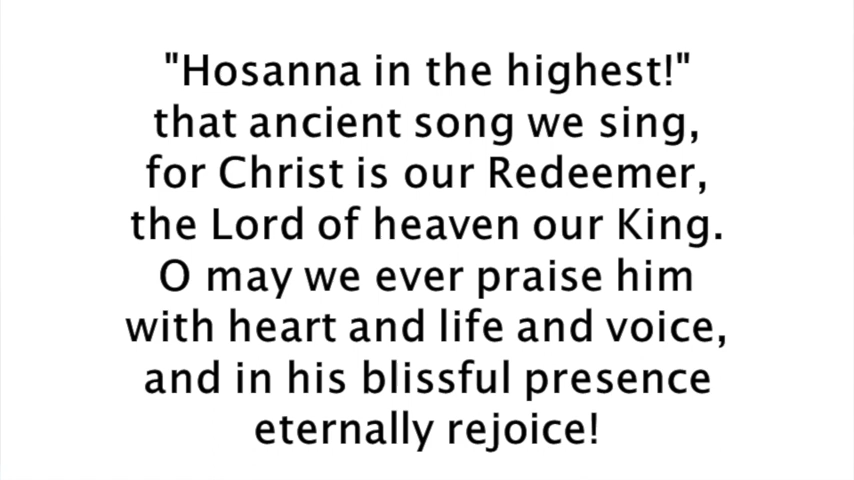 "Hosanna in the highest!"
that ancient song we sing,
for Christ is our Redeemer,
the Lord of heaven our King.
O may we ever praise him
with heart and life and voice,
and in his blissful presence
eternally rejoice!